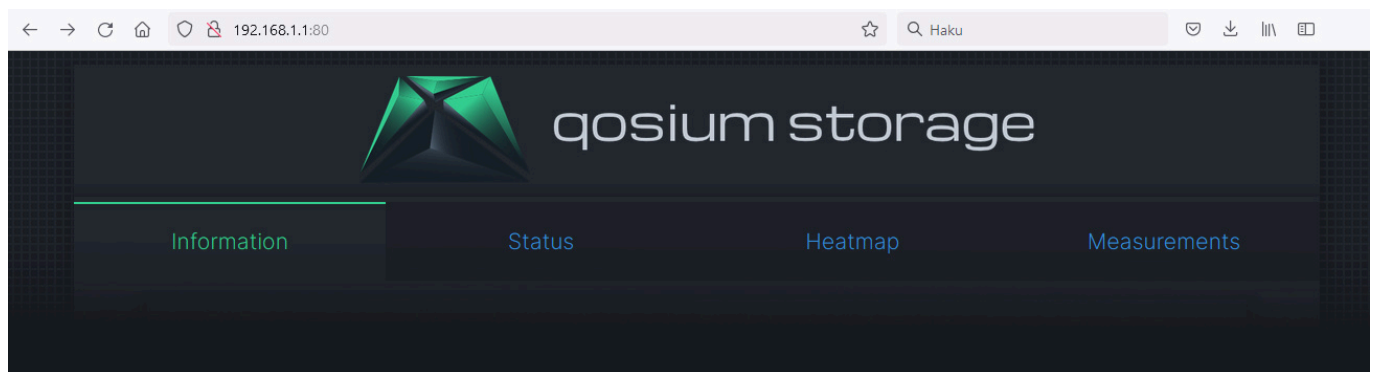 192.168.1.1:80
Haku
qosium storage
Information Status Heatmap Measurements